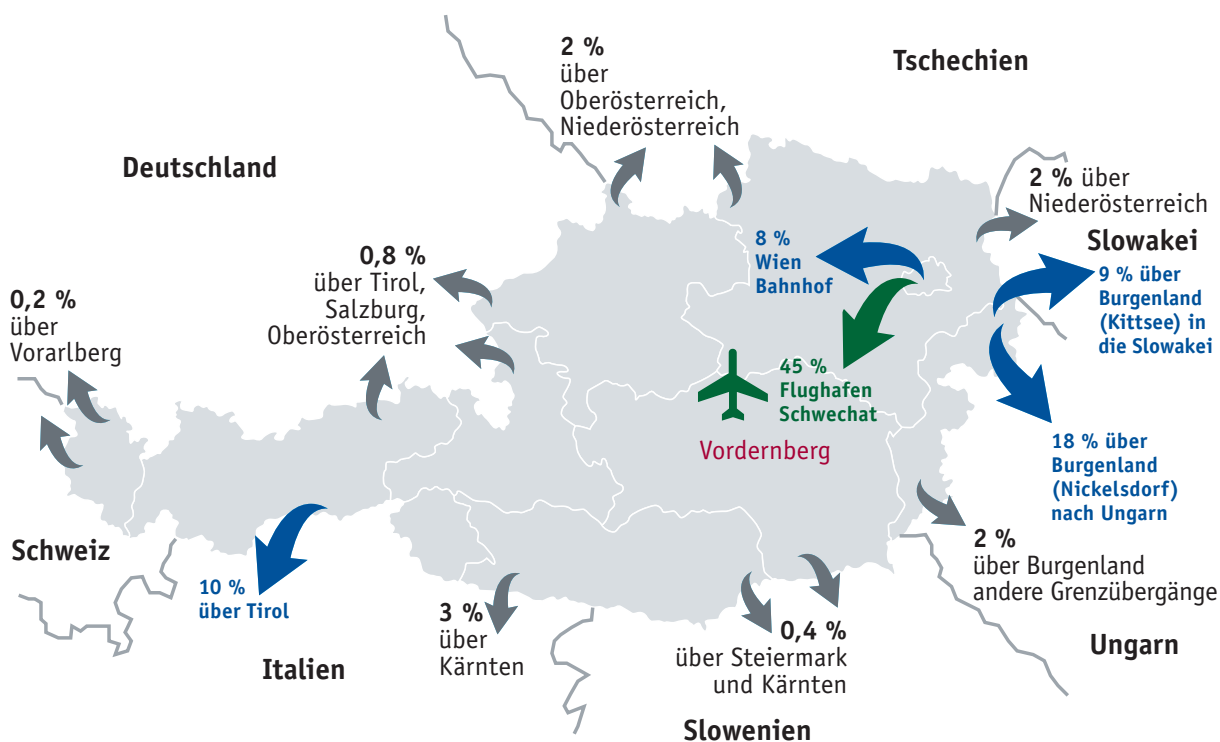 2 %
über
Oberösterreich,
Niederösterreich
Tschechien
Deutschland
2 % über
Niederösterreich
Slowakei
8 %
Wien
Bahnhof
9 % über
Burgenland
(Kittsee) in
die Slowakei
0,8 %
über Tirol,
Salzburg,
Oberösterreich
0,2 %
über
Vorarlberg
45 %
Flughafen
Schwechat
Vordernberg
18 % über
Burgenland
(Nickelsdorf)
nach Ungarn
Schweiz
10 %
über Tirol
2 %
über Burgenland
andere Grenzübergänge
3 %
über
Kärnten
0,4 %
über Steiermark
und Kärnten
Ungarn
Italien
Slowenien